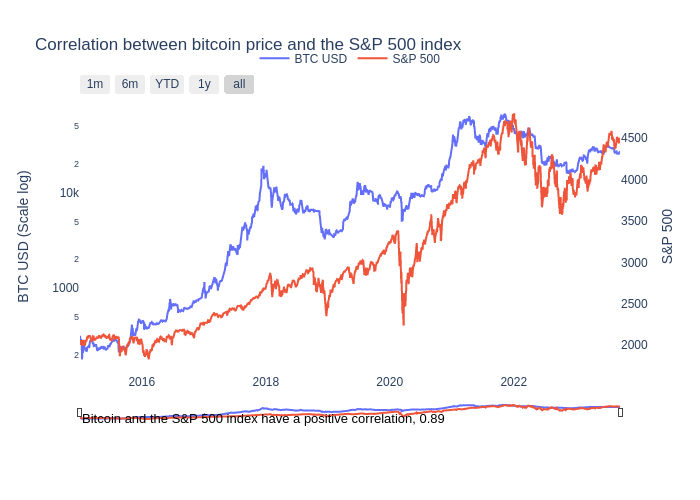 Correlation between bitcoin price and the S&P 500 index
BTC USD S&P 500
1m 6m YTD 1y all
5
2
10k
5
2
1000
5
2
BTC USD (Scale log)
4500
4000
3500
3000
2500
2000
S&P 500
2016 2018 2020 2022
Bitcoin and the S&P 500 index have a positive correlation, 0.89